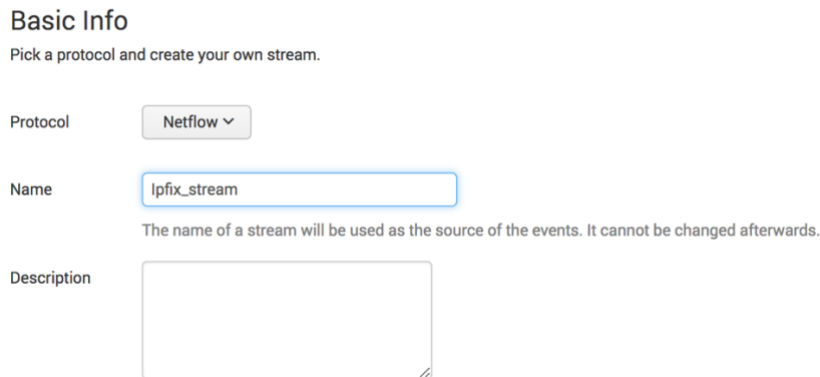 Basic Info
Pick a protocol and create your own stream.
Protocol
Netflow
Name
Ipfix_stream
The name of a stream will be used as the source of the events. It cannot be changed afterwards.
Description